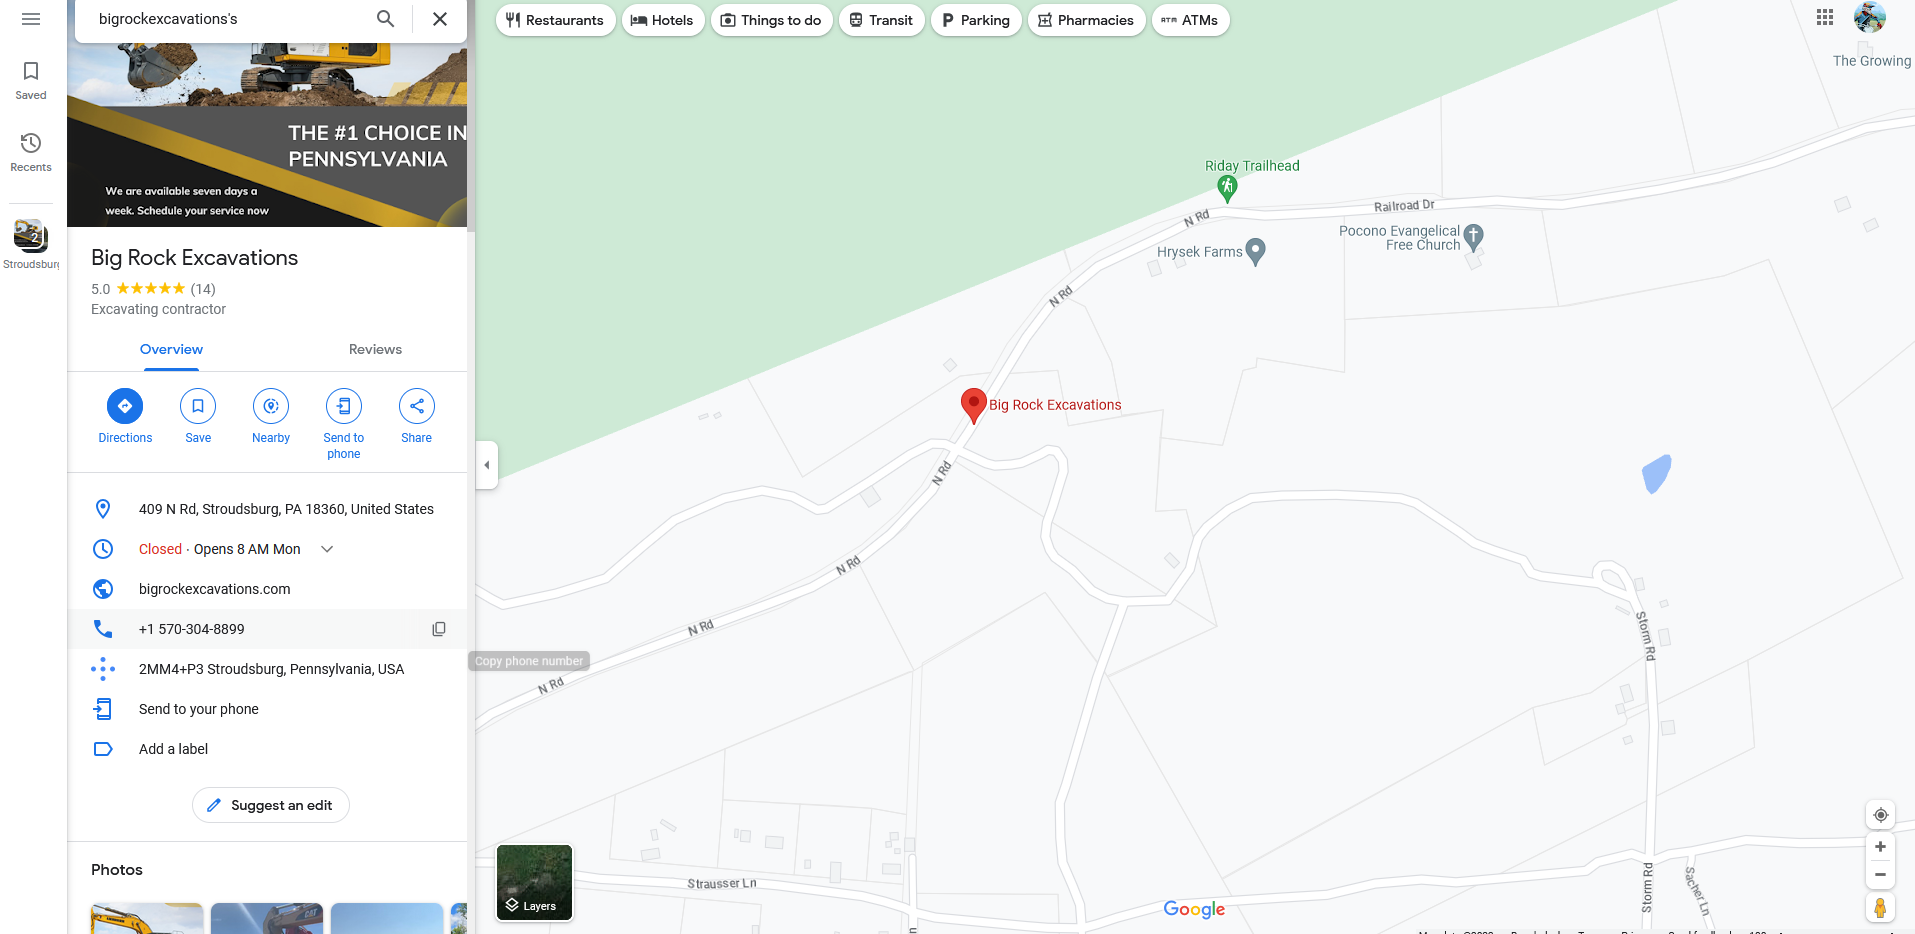 bigrockexcavations's
Saved
Recents
2
Stroudsburg
THE #1 CHOICE IN
PENNSYLVANIA
We are available seven days a
week. Schedule your service now
Big Rock Excavations
5.0 ★★★★★ (14)
Excavating contractor
Overview
Reviews
Directions
Save
Nearby
Send to
phone
Share
409 N Rd, Stroudsburg, PA 18360, United States
Closed · Opens 8 AM Mon
bigrockexcavations.com
+1 570-304-8899
Copy phone number
2MM4+P3 Stroudsburg, Pennsylvania, USA
Send to your phone
Add a label
Suggest an edit
Photos
CAT
Restaurants
Hotels
Things to do
Transit
Parking
Pharmacies
ATM ATMs
The Growing
Riday Trailhead
N Rd
Railroad Dr
Pocono Evangelical
Free Church
Hrysek Farms
N Rd
Big Rock Excavations
N Rd
N Rd
N Rd
N Rd
Storm Rd
Strausser Ln
Storm Rd
Sacher Ln
Layers
Google